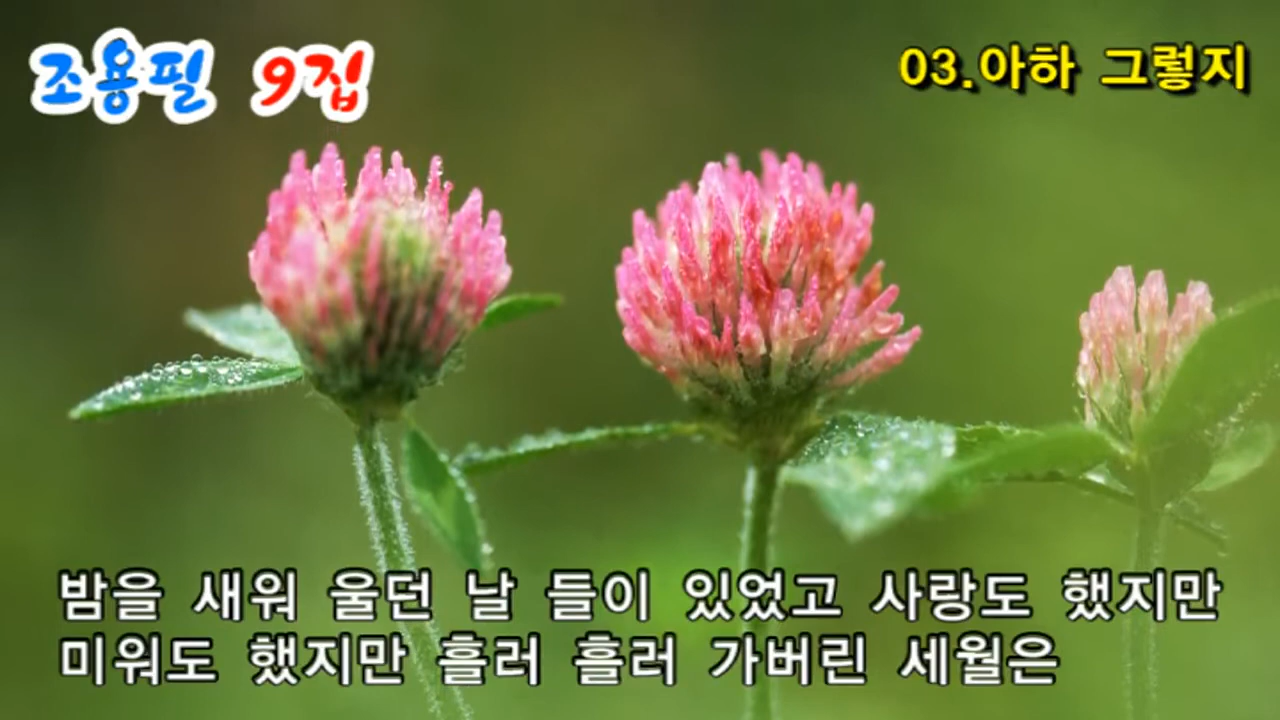 조용필 9집
03.아하 그렇지
밤을 새워 울던 날 들이 있었고 사랑도 했지만
미워도 했지만 흘러 흘러 가버린 세월은